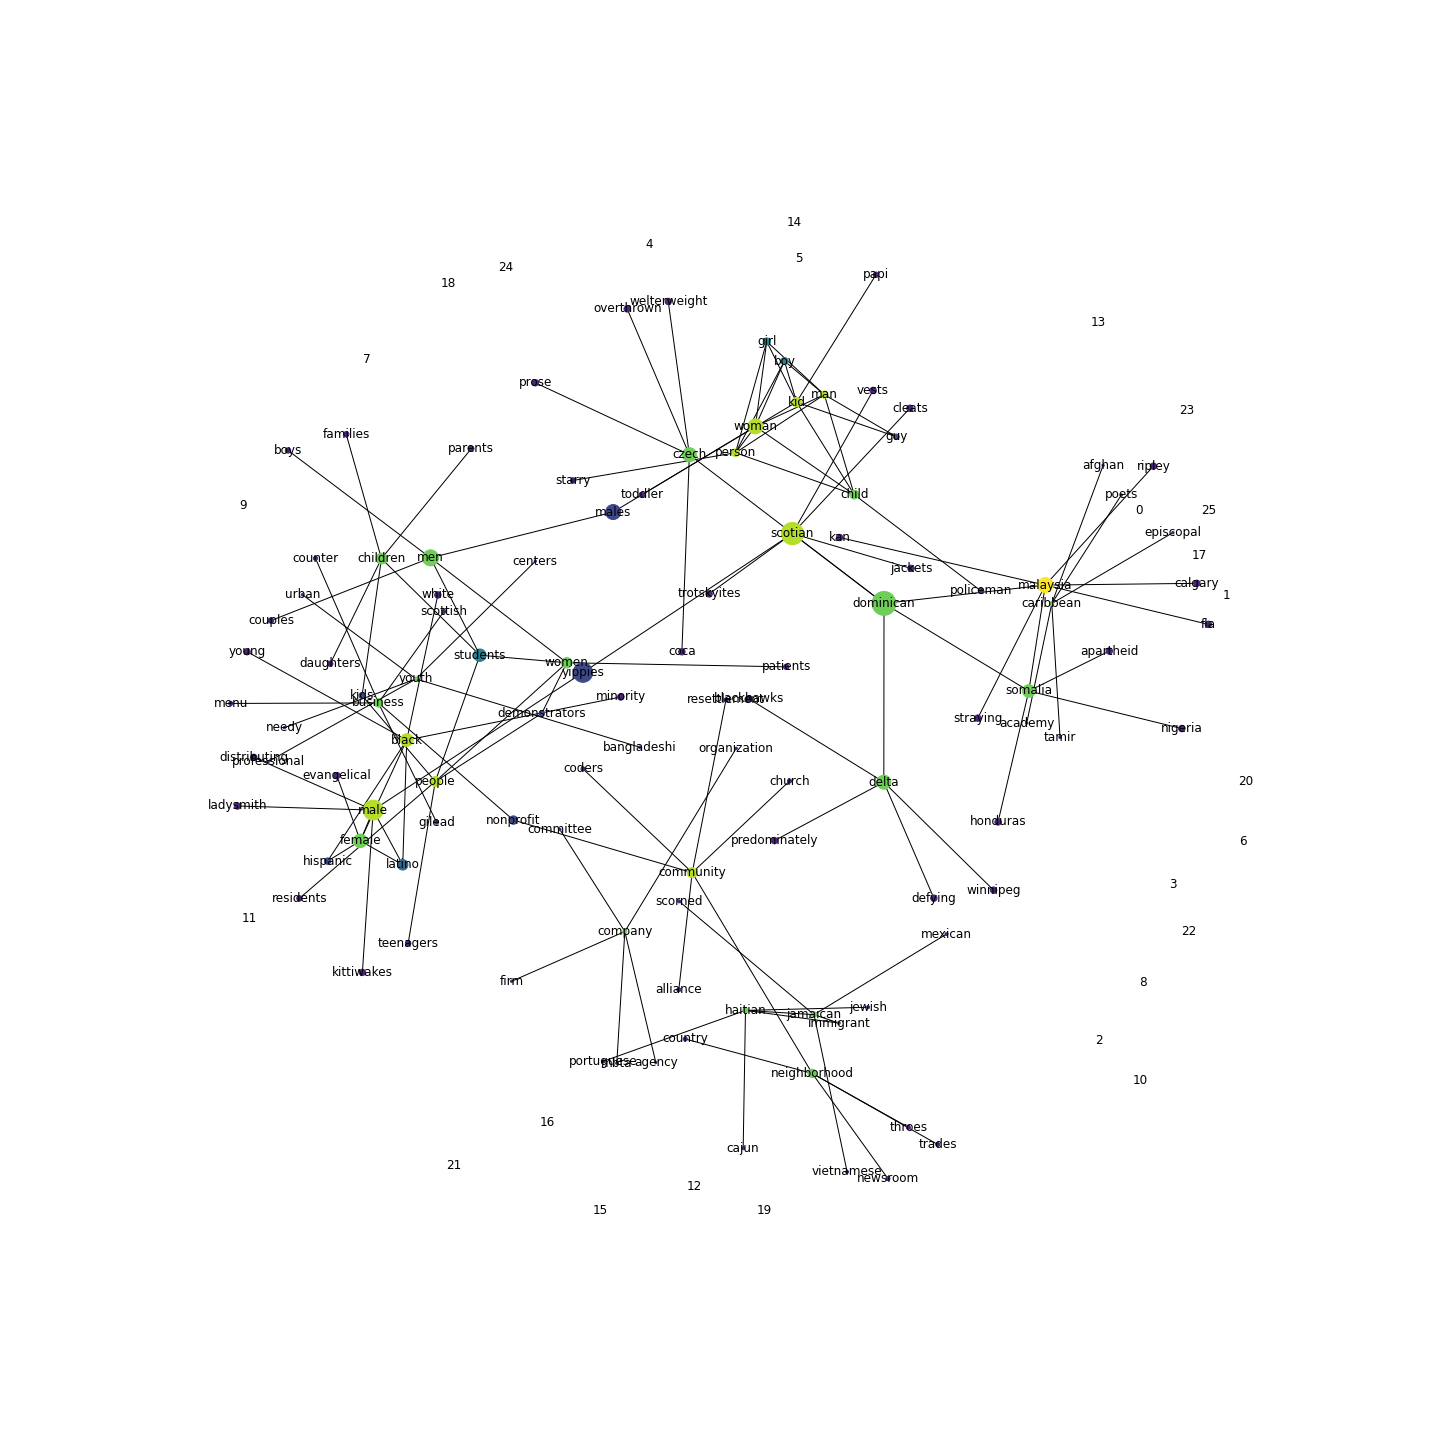 14
4
5
24
papi
18
welterweight
overthrown
13
girl
7
boy
prose
vests
man
kid
cleats
23
woman
families
guy
boys
parents
czech
person
afghan
ripley
starry
toddler
child
poets
9
males
0
25
episcopal
scotian
kan
17
counter
children
men
centers
jackets
calgary
malaysia
policeman
urban
white
trotskyites
1
dominican
caribbean
scottish
couples
fla
young
coca
apartheid
students
daughters
women
patients
yippies
youth
somalia
kids
minority
resettlement
blackhawks
menu
business
demonstrators
straying
academy
needy
nigeria
tamir
black
bangladeshi
organization
distributing
professional
coders
evangelical
people
church
delta
20
ladysmith
male
gilead
nonprofit
committee
honduras
female
predominately
6
hispanic
latino
community
3
winnipeg
residents
scorned
defying
11
company
22
mexican
teenagers
kittiwakes
firm
8
alliance
jewish
haitian
jamaican
immigrant
country
2
portuguese
agency
neighborhood
10
16
throes
trades
cajun
21
vietnamese
newsroom
12
15
19